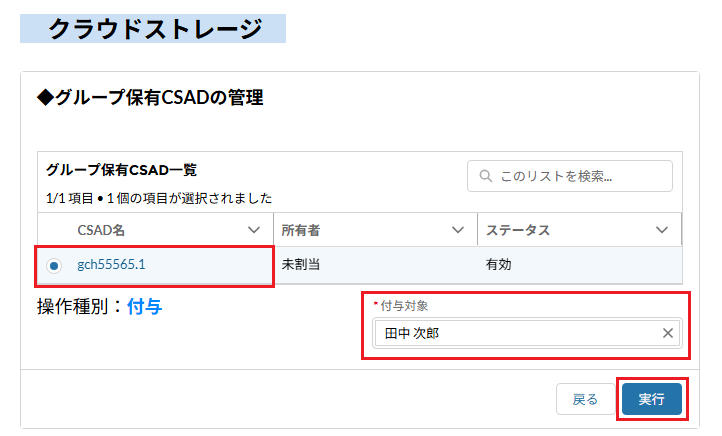 クラウドストレージ
◆グループ保有CSADの管理
グループ保有CSAD一覧
このリストを検索...
1/1 項目 • 1 個の項目が選択されました
CSAD名 所有者 ステータス
gch55565.1 未割当 有効
操作種別：付与
*付与対象
田中 次郎
戻る 実行